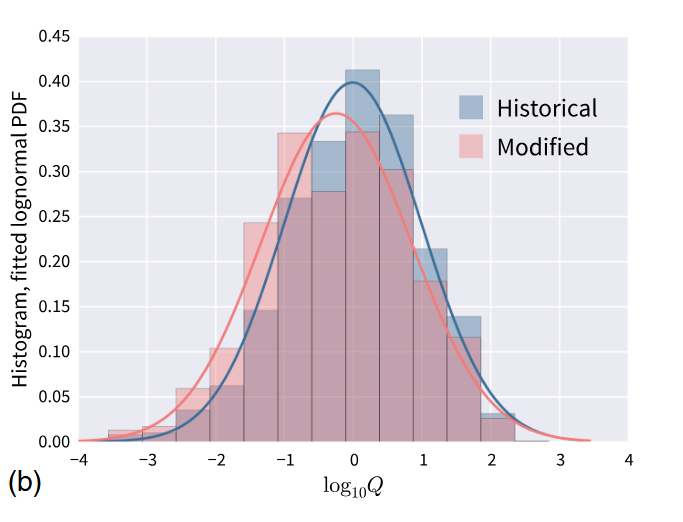 Histogram, fitted lognormal PDF
0.45
0.40
0.35
0.30
0.25
0.20
0.15
0.10
0.05
0.00
Historical
Modified
−4 −3 −2 −1 0 1 2 3 4
log₁₀Q
(b)